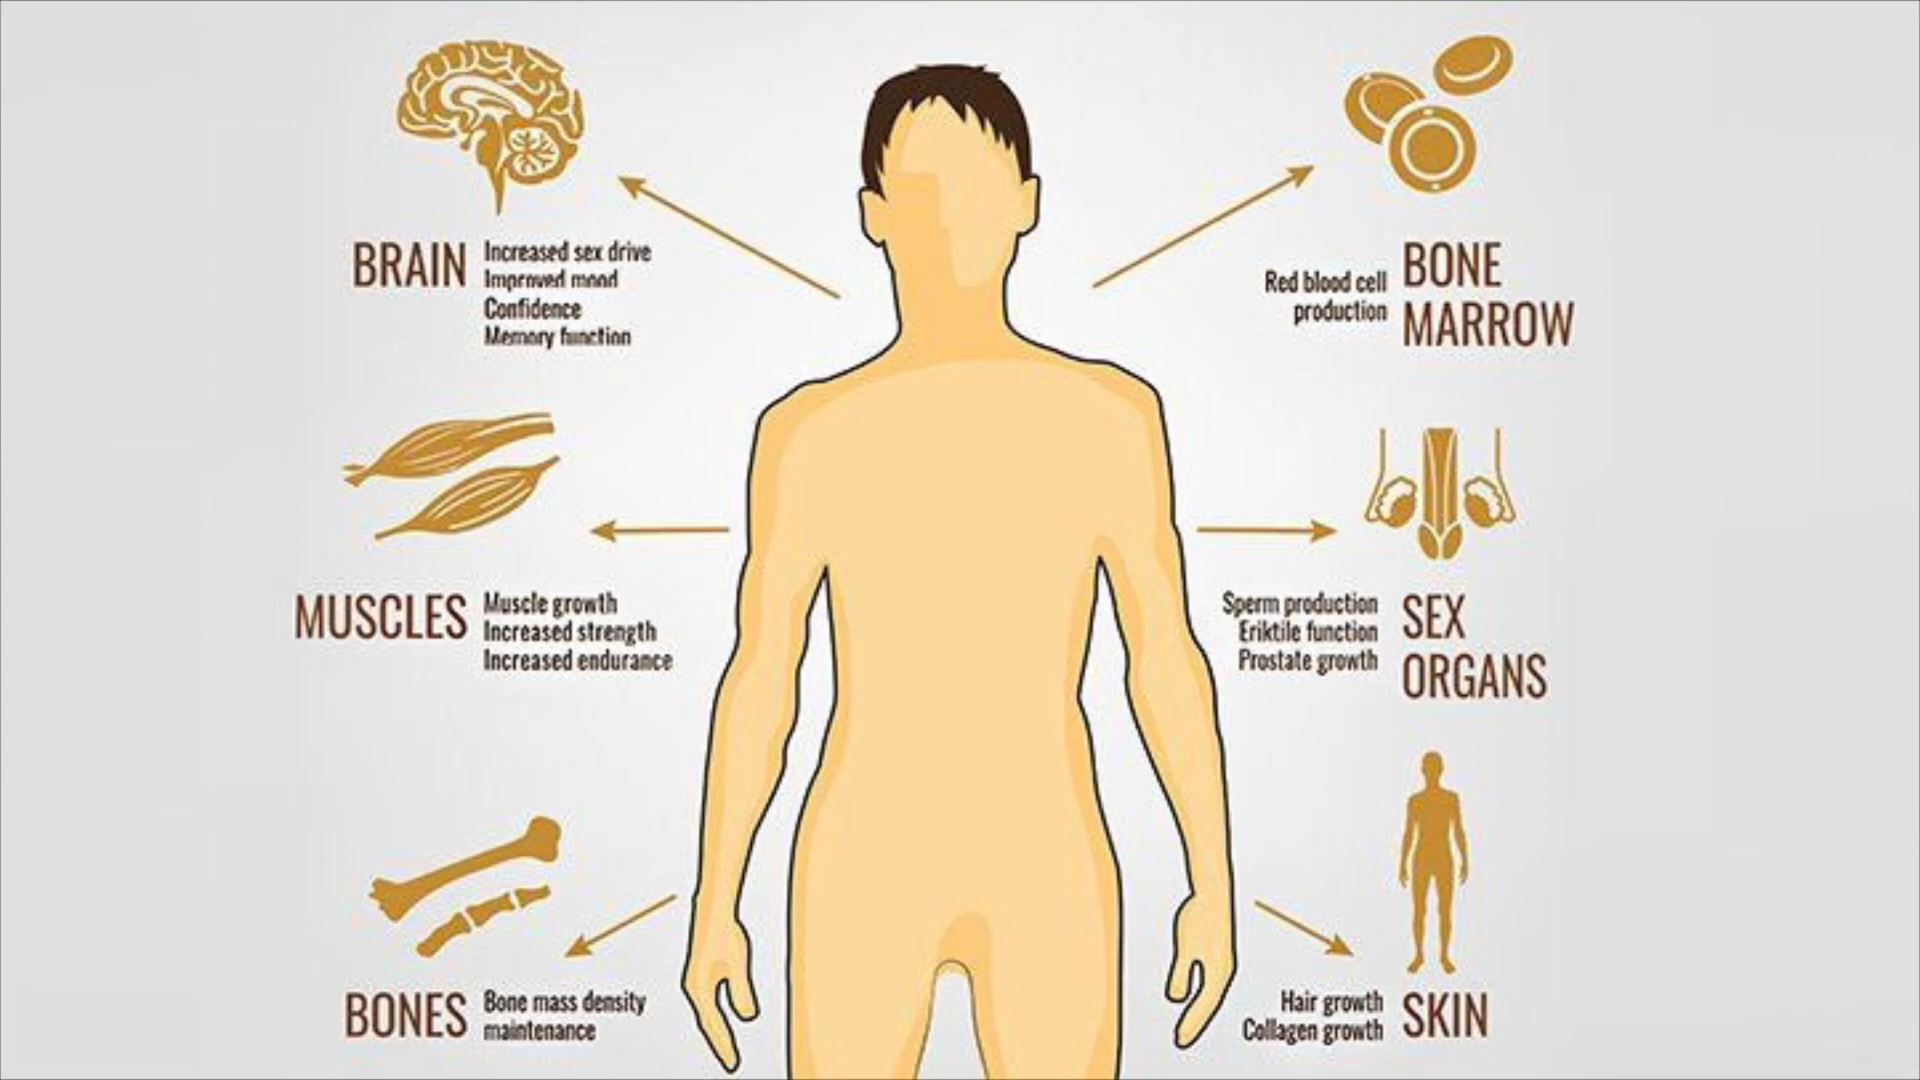 BRAIN
Increased sex drive
Improved mood
Confidence
Memory function
Red blood cell
production
BONE
MARROW
MUSCLES
Muscle growth
Increased strength
Increased endurance
Sperm production
Eriktile function
Prostate growth
SEX
ORGANS
BONES
Bone mass density
maintenance
Hair growth
Collagen growth
SKIN